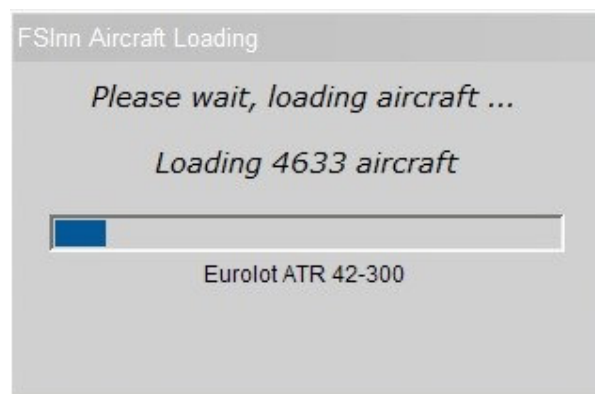 FSInn Aircraft Loading
Please wait, loading aircraft ...
Loading 4633 aircraft
Eurolot ATR 42-300